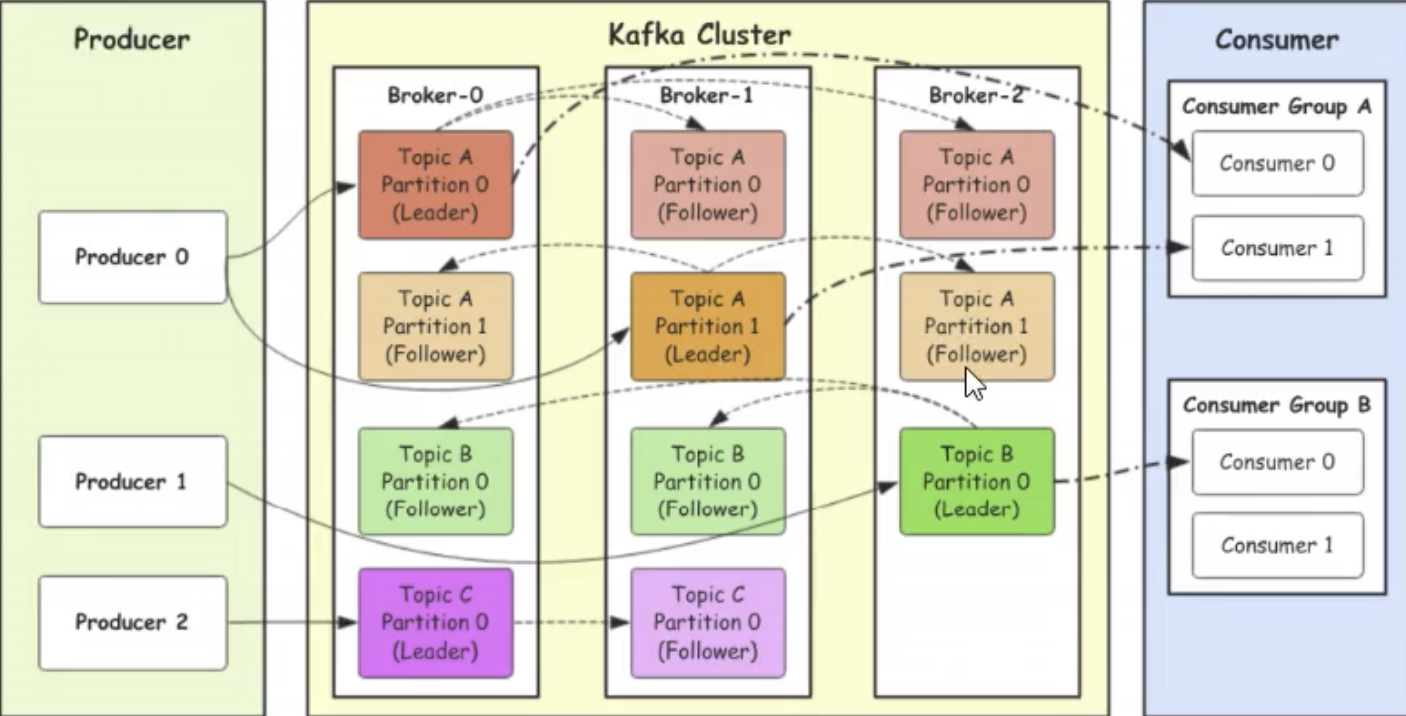 Producer
Kafka Cluster
Consumer
Producer 0
Producer 1
Producer 2
Broker-0
Topic A
Partition 0
(Leader)
Topic A
Partition 1
(Follower)
Topic B
Partition 0
(Follower)
Topic C
Partition 0
(Leader)
Broker-1
Topic A
Partition 0
(Follower)
Topic A
Partition 1
(Leader)
Topic B
Partition 0
(Follower)
Topic C
Partition 0
(Follower)
Broker-2
Topic A
Partition 0
(Follower)
Topic A
Partition 1
(Follower)
Topic B
Partition 0
(Leader)
Consumer Group A
Consumer 0
Consumer 1
Consumer Group B
Consumer 0
Consumer 1